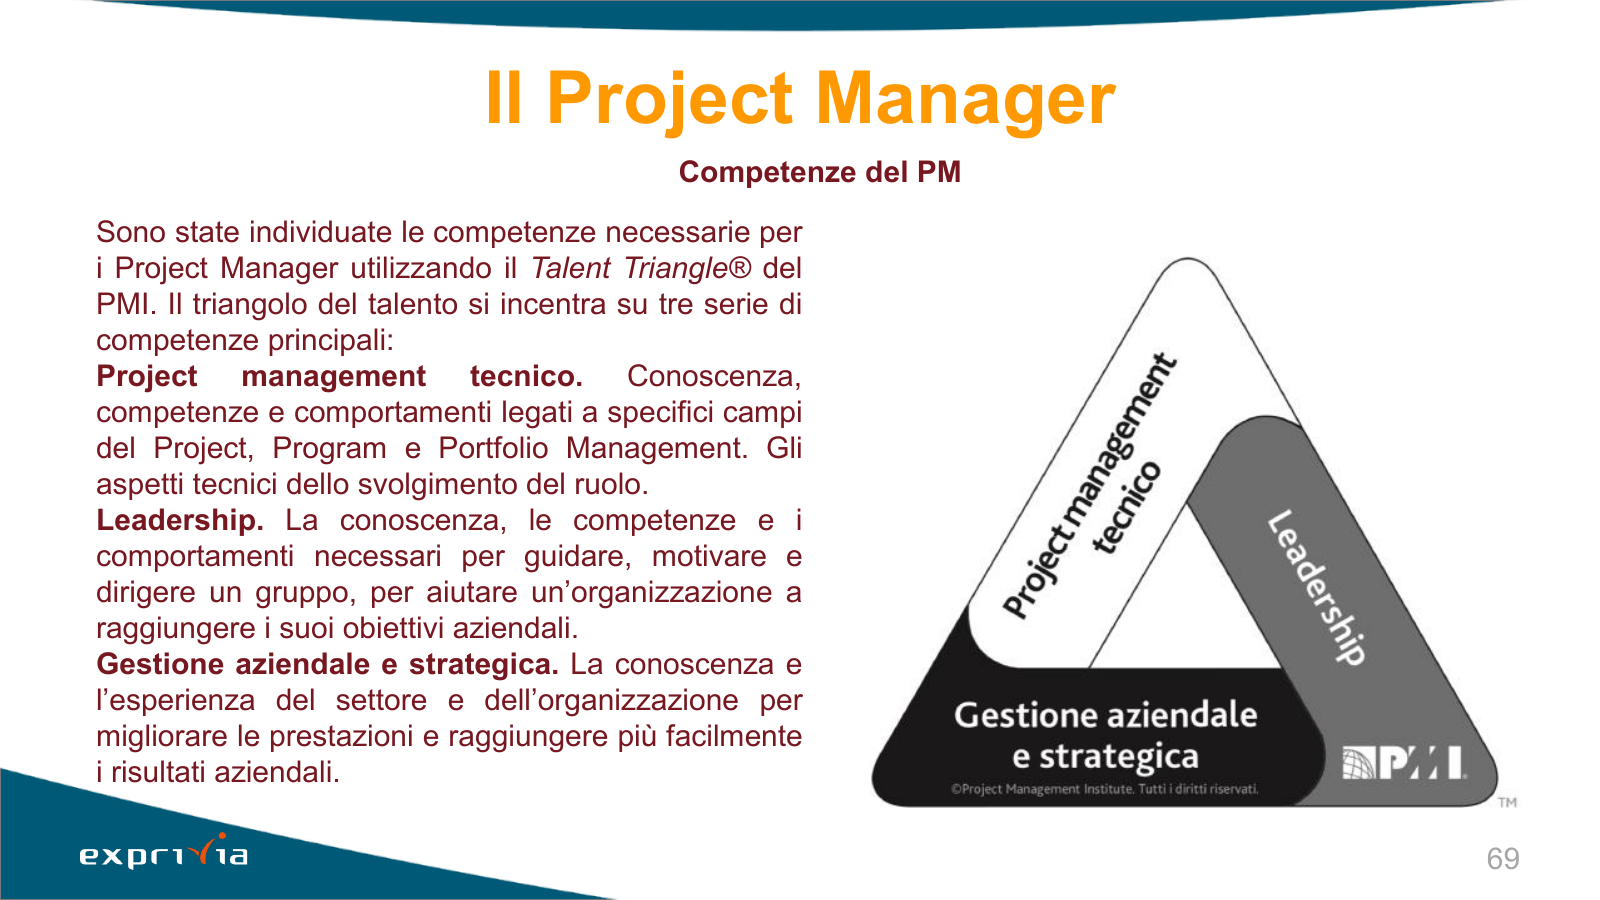 Il Project Manager
Competenze del PM
Sono state individuate le competenze necessarie per
i Project Manager utilizzando il Talent Triangle® del
PMI. Il triangolo del talento si incentra su tre serie di
competenze principali:
Project management tecnico. Conoscenza,
competenze e comportamenti legati a specifici campi
del Project, Program e Portfolio Management. Gli
aspetti tecnici dello svolgimento del ruolo.
Leadership. La conoscenza, le competenze e i
comportamenti necessari per guidare, motivare e
dirigere un gruppo, per aiutare un’organizzazione a
raggiungere i suoi obiettivi aziendali.
Gestione aziendale e strategica. La conoscenza e
l’esperienza del settore e dell’organizzazione per
migliorare le prestazioni e raggiungere più facilmente
i risultati aziendali.
Project management
tecnico
Leadership
Gestione aziendale
e strategica
©Project Management Institute. Tutti i diritti riservati.
PMI®
TM
exprivia
69